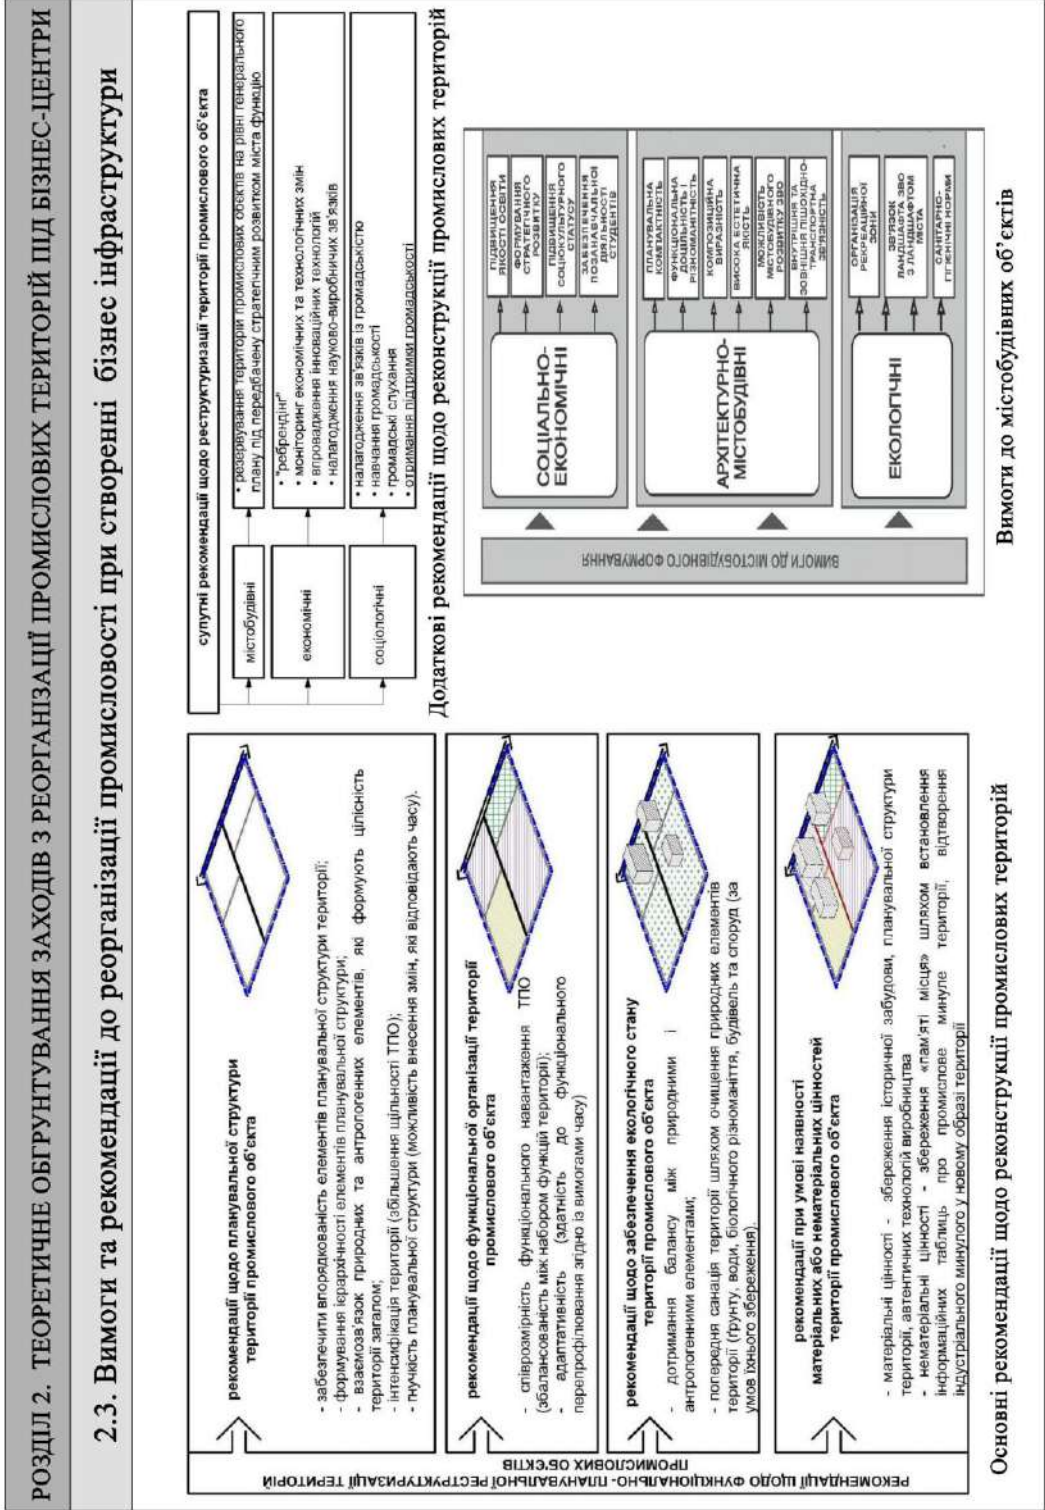 РОЗДІЛ 2. ТЕОРЕТИЧНЕ ОБҐРУНТУВАННЯ ЗАХОДІВ З РЕОРГАНІЗАЦІЇ ПРОМИСЛОВИХ ТЕРИТОРІЙ ПІД БІЗНЕС-ЦЕНТРИ
2.3. Вимоги та рекомендації до реорганізації промисловості при створенні бізнес інфраструктури
РЕКОМЕНДАЦІЇ ЩОДО ФУНКЦІОНАЛЬНО- ПЛАНУВАЛЬНОЇ РЕСТРУКТУРИЗАЦІЇ ТЕРИТОРІЙ
ПРОМИСЛОВИХ ОБ'ЄКТІВ
рекомендації щодо планувальної структури
території промислового об'єкта
- забезпечити впорядкованість елементів планувальної структури території;
- формування ієрархічності елементів планувальної структури;
- взаємозв'язок природних та антропогенних елементів, які формують цілісність
території загалом;
- інтенсифікація території (збільшення щільності ТПО);
- гнучкість планувальної структури (можливість внесення змін, які відповідають часу).
рекомендації щодо функціональної організації території
промислового об'єкта
- співрозмірність функціонального навантаження ТПО
(збалансованість між набором функцій території);
- адаптативність (здатність до функціонального
перепрофілювання згідно із вимогами часу)
рекомендації щодо забезпечення екологічного стану
території промислового об'єкта
- дотримання балансу між природними і
антропогенними елементами;
- попередня санація території шляхом очищення природних елементів
території (ґрунту, води, біологічного різноманіття, будівель та споруд (за
умов їхнього збереження).
рекомендації при умові наявності
матеріальних або нематеріальних цінностей
території промислового об'єкта
- матеріальні цінності - збереження історичної забудови, планувальної структури
території, автентичних технологій виробництва
- нематеріальні цінності - збереження «пам'яті місця» шляхом встановлення
інформаційних таблиць про промислове минуле території, відтворення
індустріального минулого у новому образі території
Основні рекомендації щодо реконструкції промислових територій
супутні рекомендації щодо реструктуризації території промислового об'єкта
містобудівні
• резервування територій промислових обєктів на рівні генерального
плану під передбачену стратегічним розвитком міста функцію
економічні
• "ребрендінг"
• моніторинг економічних та технологічних змін
• впровадження інноваційних технологій
• налагодження науково-виробничих зв'язків
соціологічні
• налагодження зв'язків із громадськістю
• навчання громадськості
• громадські слухання
• отримання підтримки громадськості
Додаткові рекомендації щодо реконструкції промислових територій
ВИМОГИ ДО МІСТОБУДІВНОГО ФОРМУВАННЯ
СОЦІАЛЬНО-
ЕКОНОМІЧНІ
ПІДВИЩЕННЯ
ЯКОСТІ ОСВІТИ
ФОРМУВАННЯ
СТРАТЕГІЧНОГО
РОЗВИТКУ
ПІДВИЩЕННЯ
СОЦІОКУЛЬТУРНОГО
СТАТУСУ
ЗАБЕЗПЕЧЕННЯ
ПОЗАНАВЧАЛЬНОЇ
ДІЯЛЬНОСТІ
СТУДЕНТІВ
АРХІТЕКТУРНО-
МІСТОБУДІВНІ
ПЛАНУВАЛЬНА
КОМПАКТНІСТЬ
ФУНКЦІОНАЛЬНА
ДОЦІЛЬНІСТЬ І
РІЗНОМАНІТНІСТЬ
КОМПОЗИЦІЙНА
ВИРАЗНІСТЬ
ВИСОКА ЕСТЕТИЧНА
ЯКІСТЬ
МОЖЛИВІСТЬ
МІСТОБУДІВНОГО
РОЗВИТКУ ЗВО
ВНУТРІШНЯ ТА
ЗОВНІШНЯ ПІШОХІДНО-
ТРАНСПОРТНА
ЗВ'ЯЗНІСТЬ
ЕКОЛОГІЧНІ
ОРГАНІЗАЦІЯ
РЕКРЕАЦІЙНОЇ
ЗОНИ
ЗВ'ЯЗОК
ЛАНДШАФТА ЗВО
З ЛАНДШАФТОМ
МІСТА
САНІТАРНО-
ГІГІЄНІЧНІ НОРМИ
Вимоги до містобудівних об'єктів